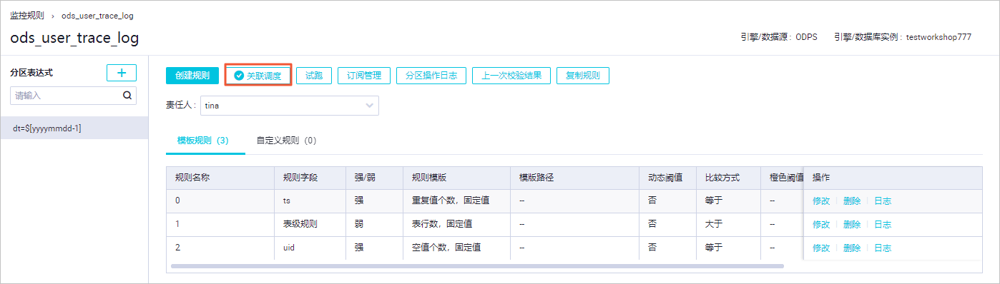 监控规则 › ods_user_trace_log
ods_user_trace_log
引擎/数据源 : ODPS 引擎/数据库实例 : testworkshop777
分区表达式 +
请输入
dt=$[yyyymmdd-1]
创建规则 关联调度 试跑 订阅管理 分区操作日志 上一次校验结果 复制规则
责任人 : tina
模板规则 (3) 自定义规则 (0)
规则名称 规则字段 强/弱 规则模版 模版路径 动态阈值 比较方式 橙色阈值 操作
0 ts 强 重复值个数，固定值 -- 否 等于 -- 修改 删除 日志
1 表级规则 弱 表行数，固定值 -- 否 大于 -- 修改 删除 日志
2 uid 强 空值个数，固定值 -- 否 等于 -- 修改 删除 日志